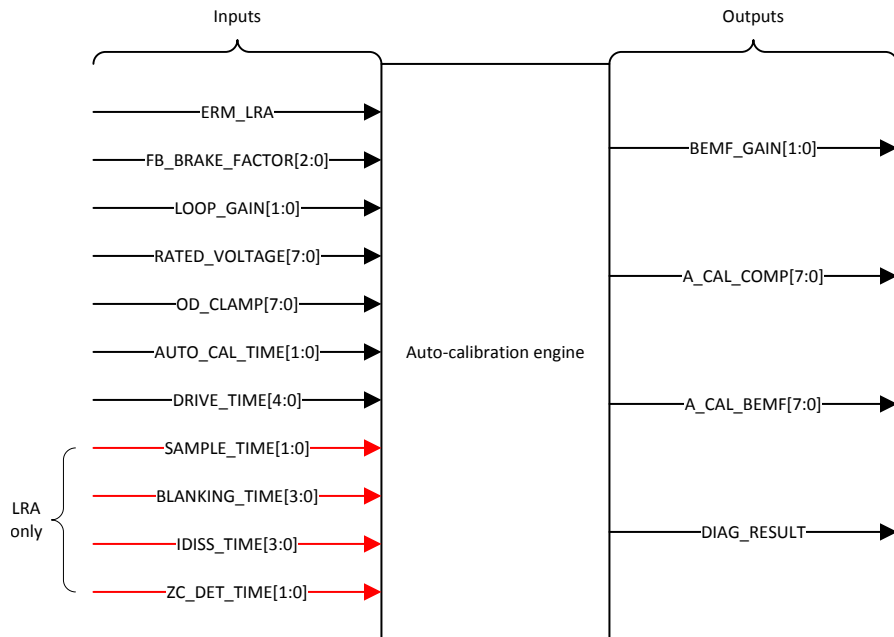 Inputs
Outputs
ERM_LRA
FB_BRAKE_FACTOR[2:0]
LOOP_GAIN[1:0]
RATED_VOLTAGE[7:0]
OD_CLAMP[7:0]
AUTO_CAL_TIME[1:0]
DRIVE_TIME[4:0]
SAMPLE_TIME[1:0]
BLANKING_TIME[3:0]
IDISS_TIME[3:0]
ZC_DET_TIME[1:0]
LRA
only
Auto-calibration engine
BEMF_GAIN[1:0]
A_CAL_COMP[7:0]
A_CAL_BEMF[7:0]
DIAG_RESULT